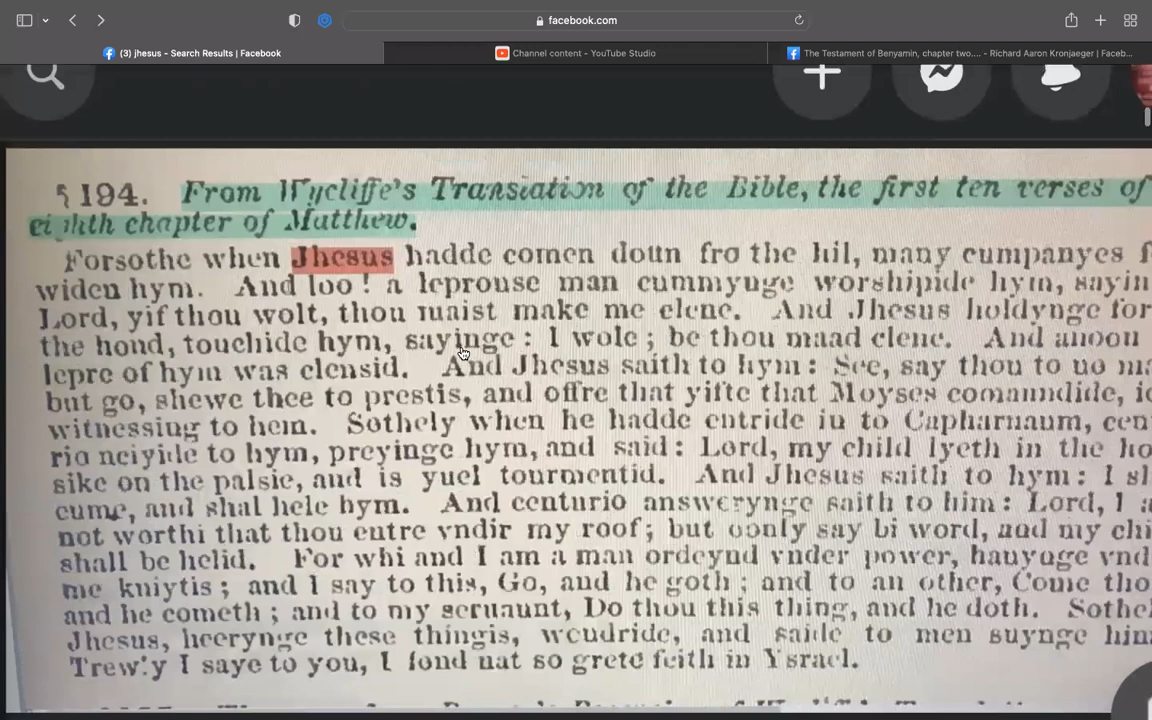 facebook.com
(3) jhesus - Search Results | Facebook
Channel content - YouTube Studio
The Testament of Benyamin, chapter two.... - Richard Aaron Kronjaeger | Faceb...
§ 194. From Wycliffe's Translation of the Bible, the first ten verses of
eighth chapter of Matthew.
Forsothe when Jhesus hadde comen doun fro the hil, many cumpanyes f
widen hym. And loo ! a leprouse man cummynge worshipide hym, sayin
Lord, yif thou wolt, thou maist make me clene. And Jhesus holdynge for
the hond, touchide hym, sayinge : I wole ; be thou maad clene. And anoon
lepre of hym was clensid. And Jhesus saith to hym : See, say thou to no m
but go, shewe thee to prestis, and offre that yifte that Moyses comaundide, i
witnessing to hem. Sothely when he hadde entride in to Capharnaum, cen
rio neiyide to hym, preyinge hym, and said : Lord, my child lyeth in the ho
sike on the palsie, and is yuel tourmentid. And Jhesus saith to hym : I sh
cume, and shal hele hym. And centurio answerynge saith to him : Lord, I a
not worthi that thou entre vndir my roof ; but oonly say bi word, and my chi
shall be helid. For whi and I am a man ordeynd vnder power, hauynge vnd
me kniytis ; and I say to this, Go, and he goth ; and to an other, Come tho
and he cometh ; and to my seruaunt, Do thou this thing, and he doth. Sothe
Jhesus, heerynge these thingis, wondride, and saide to men suynge him
Trewly I saye to you, I fond nat so grete feith in Ysrael.